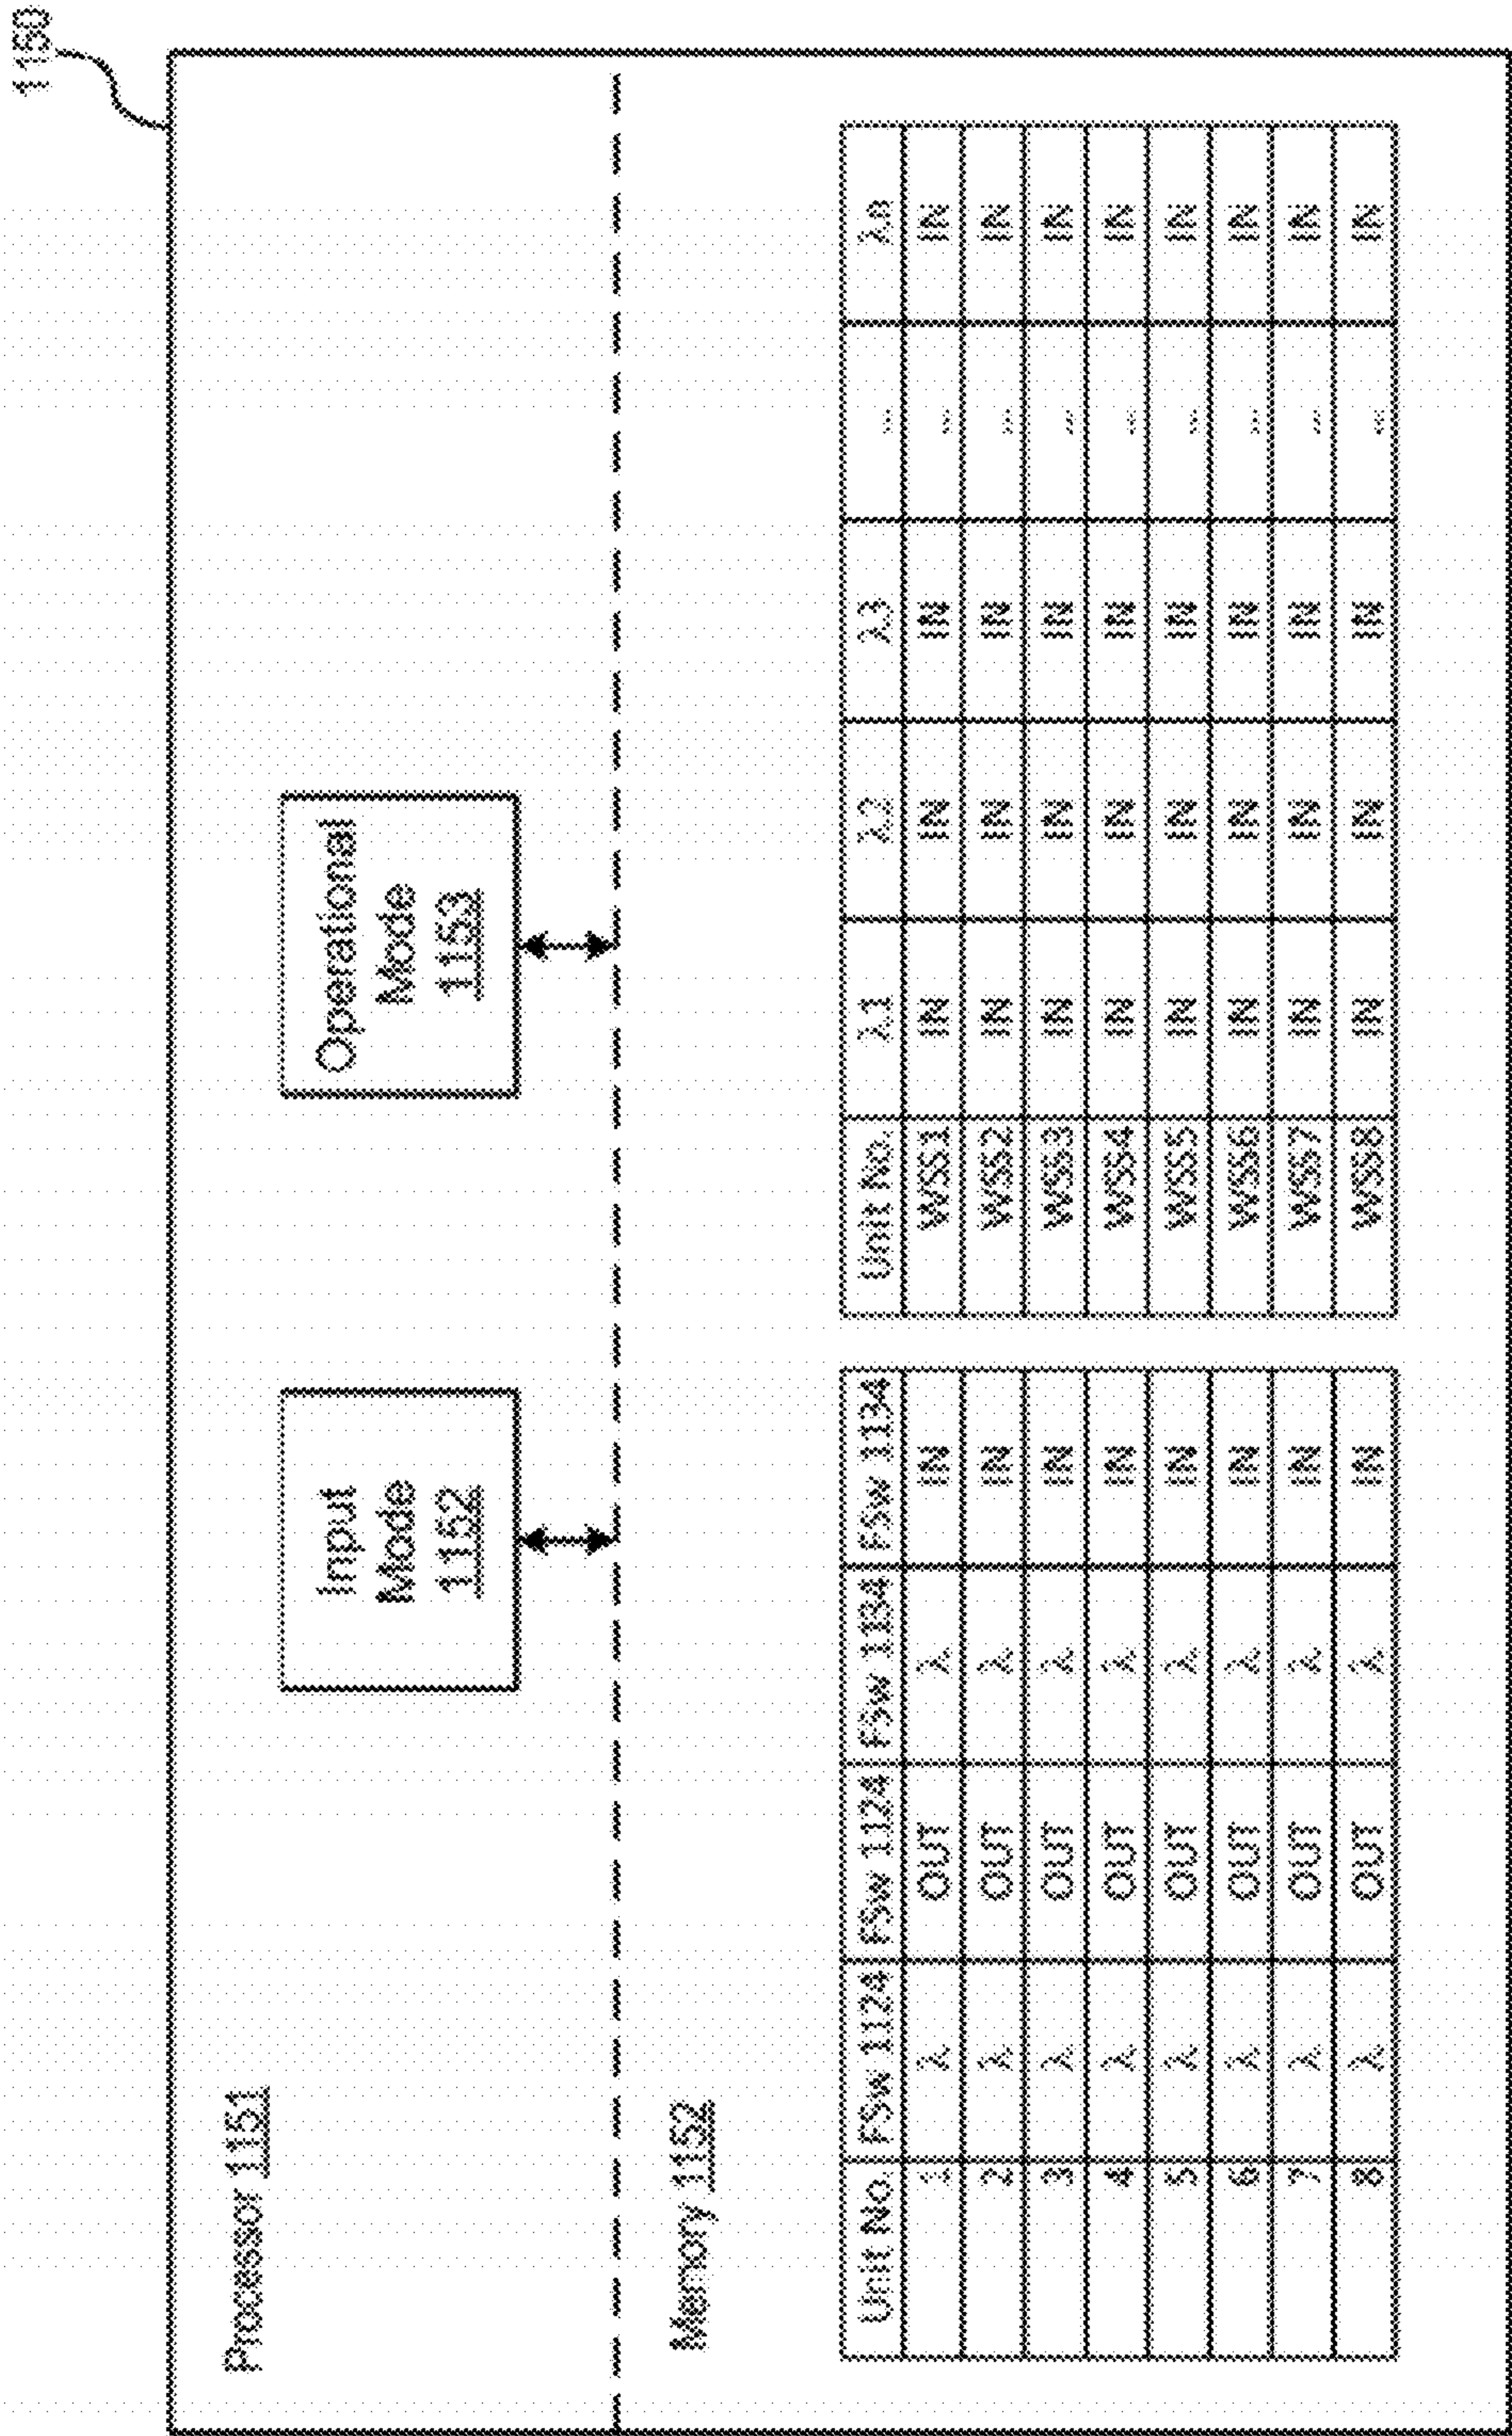 1150
Processor 1151
Input
Mode
1152
Operational
Mode
1153
Memory 1152
Unit No. FSw 1124 FSw 1124 FSw 1134 FSw 1134
1 λ OUT λ IN
2 λ OUT λ IN
3 λ OUT λ IN
4 λ OUT λ IN
5 λ OUT λ IN
6 λ OUT λ IN
7 λ OUT λ IN
8 λ OUT λ IN
Unit No. λ1 λ2 λ3 ... λn
WSS1 IN IN IN ... IN
WSS2 IN IN IN ... IN
WSS3 IN IN IN ... IN
WSS4 IN IN IN ... IN
WSS5 IN IN IN ... IN
WSS6 IN IN IN ... IN
WSS7 IN IN IN ... IN
WSS8 IN IN IN ... IN